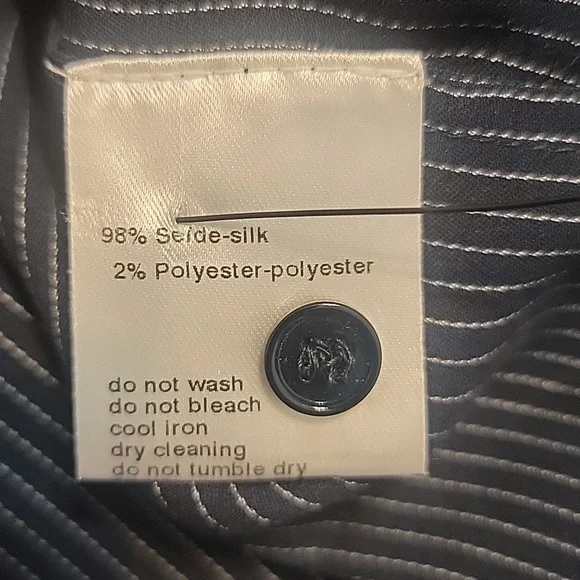 98% Seide-silk
2% Polyester-polyester
do not wash
do not bleach
cool iron
dry cleaning
do not tumble dry